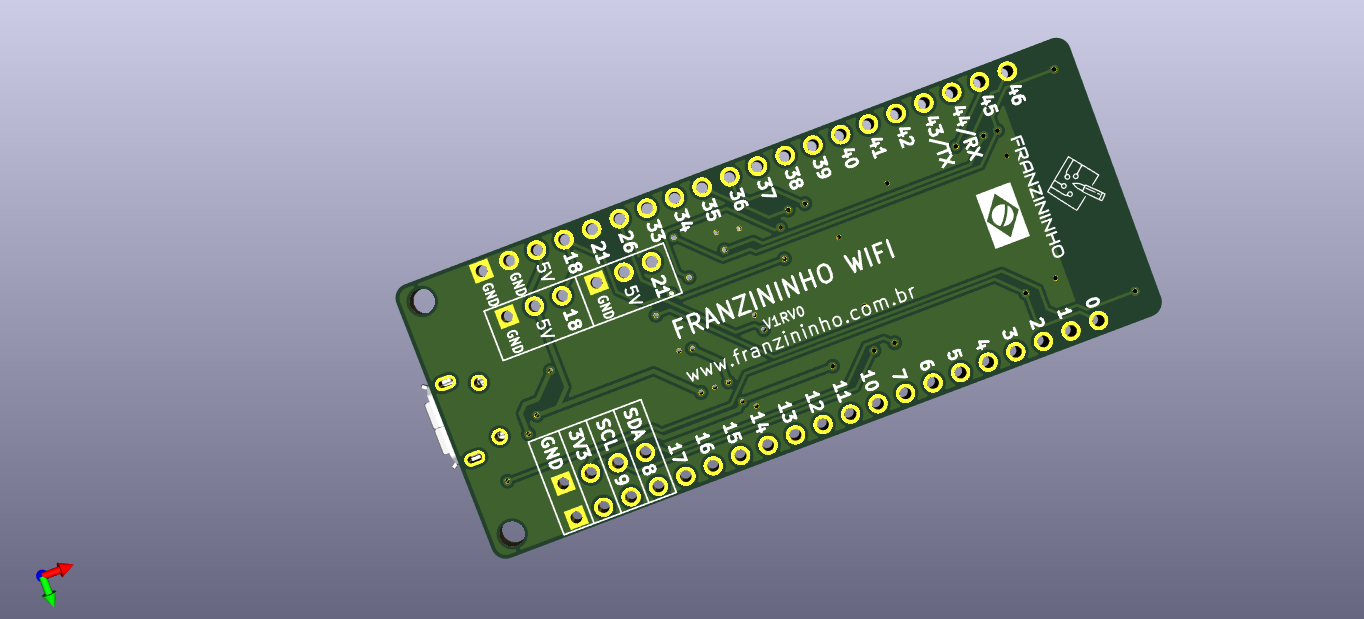 GND
GND
5V
18
21
26
33
34
35
36
37
38
39
40
41
42
43/TX
44/RX
45
46
GND
5V
18
GND
5V
21
FRANZININHO WIFI
V1RV0
www.franzininho.com.br
FRANZININHO
GND
3V3
SCL
SDA
9
8
17
16
15
14
13
12
11
10
7
6
5
4
3
2
1
0